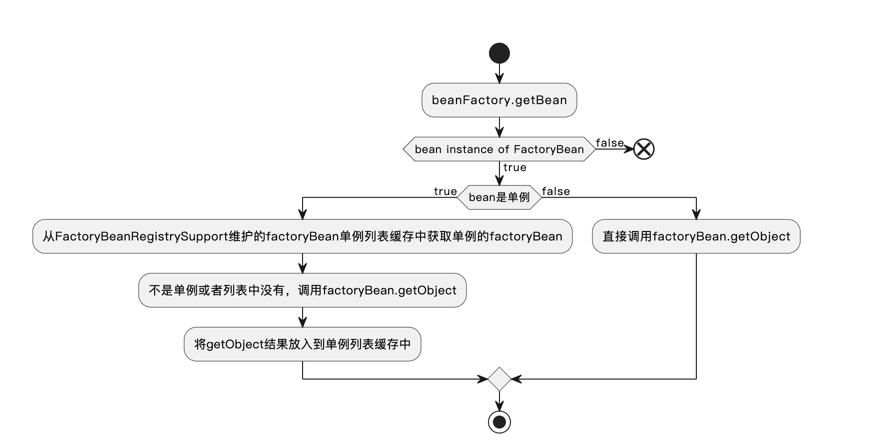 beanFactory.getBean
bean instance of FactoryBean
false
true
bean是单例
true
false
从FactoryBeanRegistrySupport维护的factoryBean单例列表缓存中获取单例的factoryBean
直接调用factoryBean.getObject
不是单例或者列表中没有，调用factoryBean.getObject
将getObject结果放入到单例列表缓存中